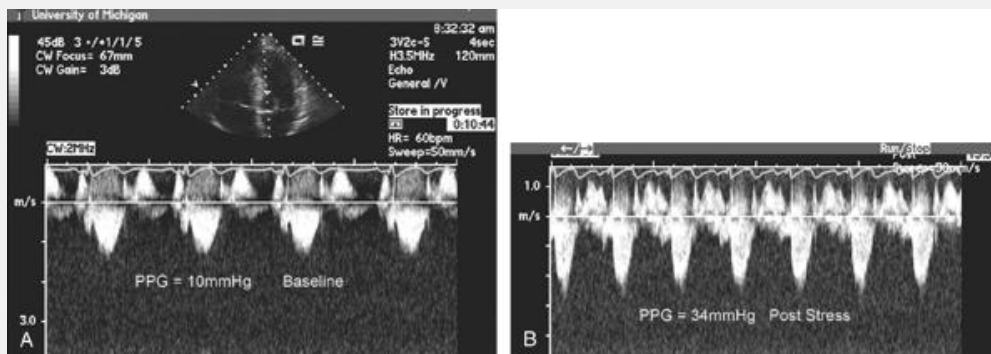 University of Michigan
8:32:32 am
45dB 3 •/+1/1/5
CW Focus= 67mm
CW Gain= 3dB
3V2c-S 4sec
H3.5MHz 120mm
Echo
General /V
Store in progress
0:10:44
HR= 60bpm
Sweep=50mm/s
CW:2MHz
m/s
PPG = 10mmHg Baseline
3.0
A
←/→ Run/Stop
1.0
m/s
PPG = 34mmHg Post Stress
B